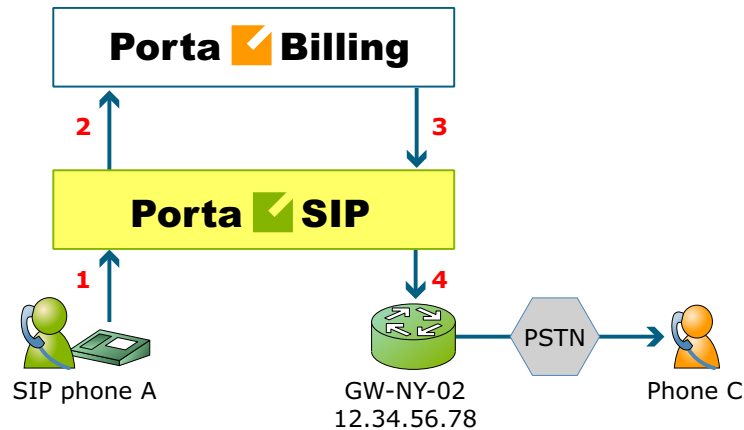 Porta Billing
2
3
Porta SIP
1
4
PSTN
SIP phone A
GW-NY-02
12.34.56.78
Phone C